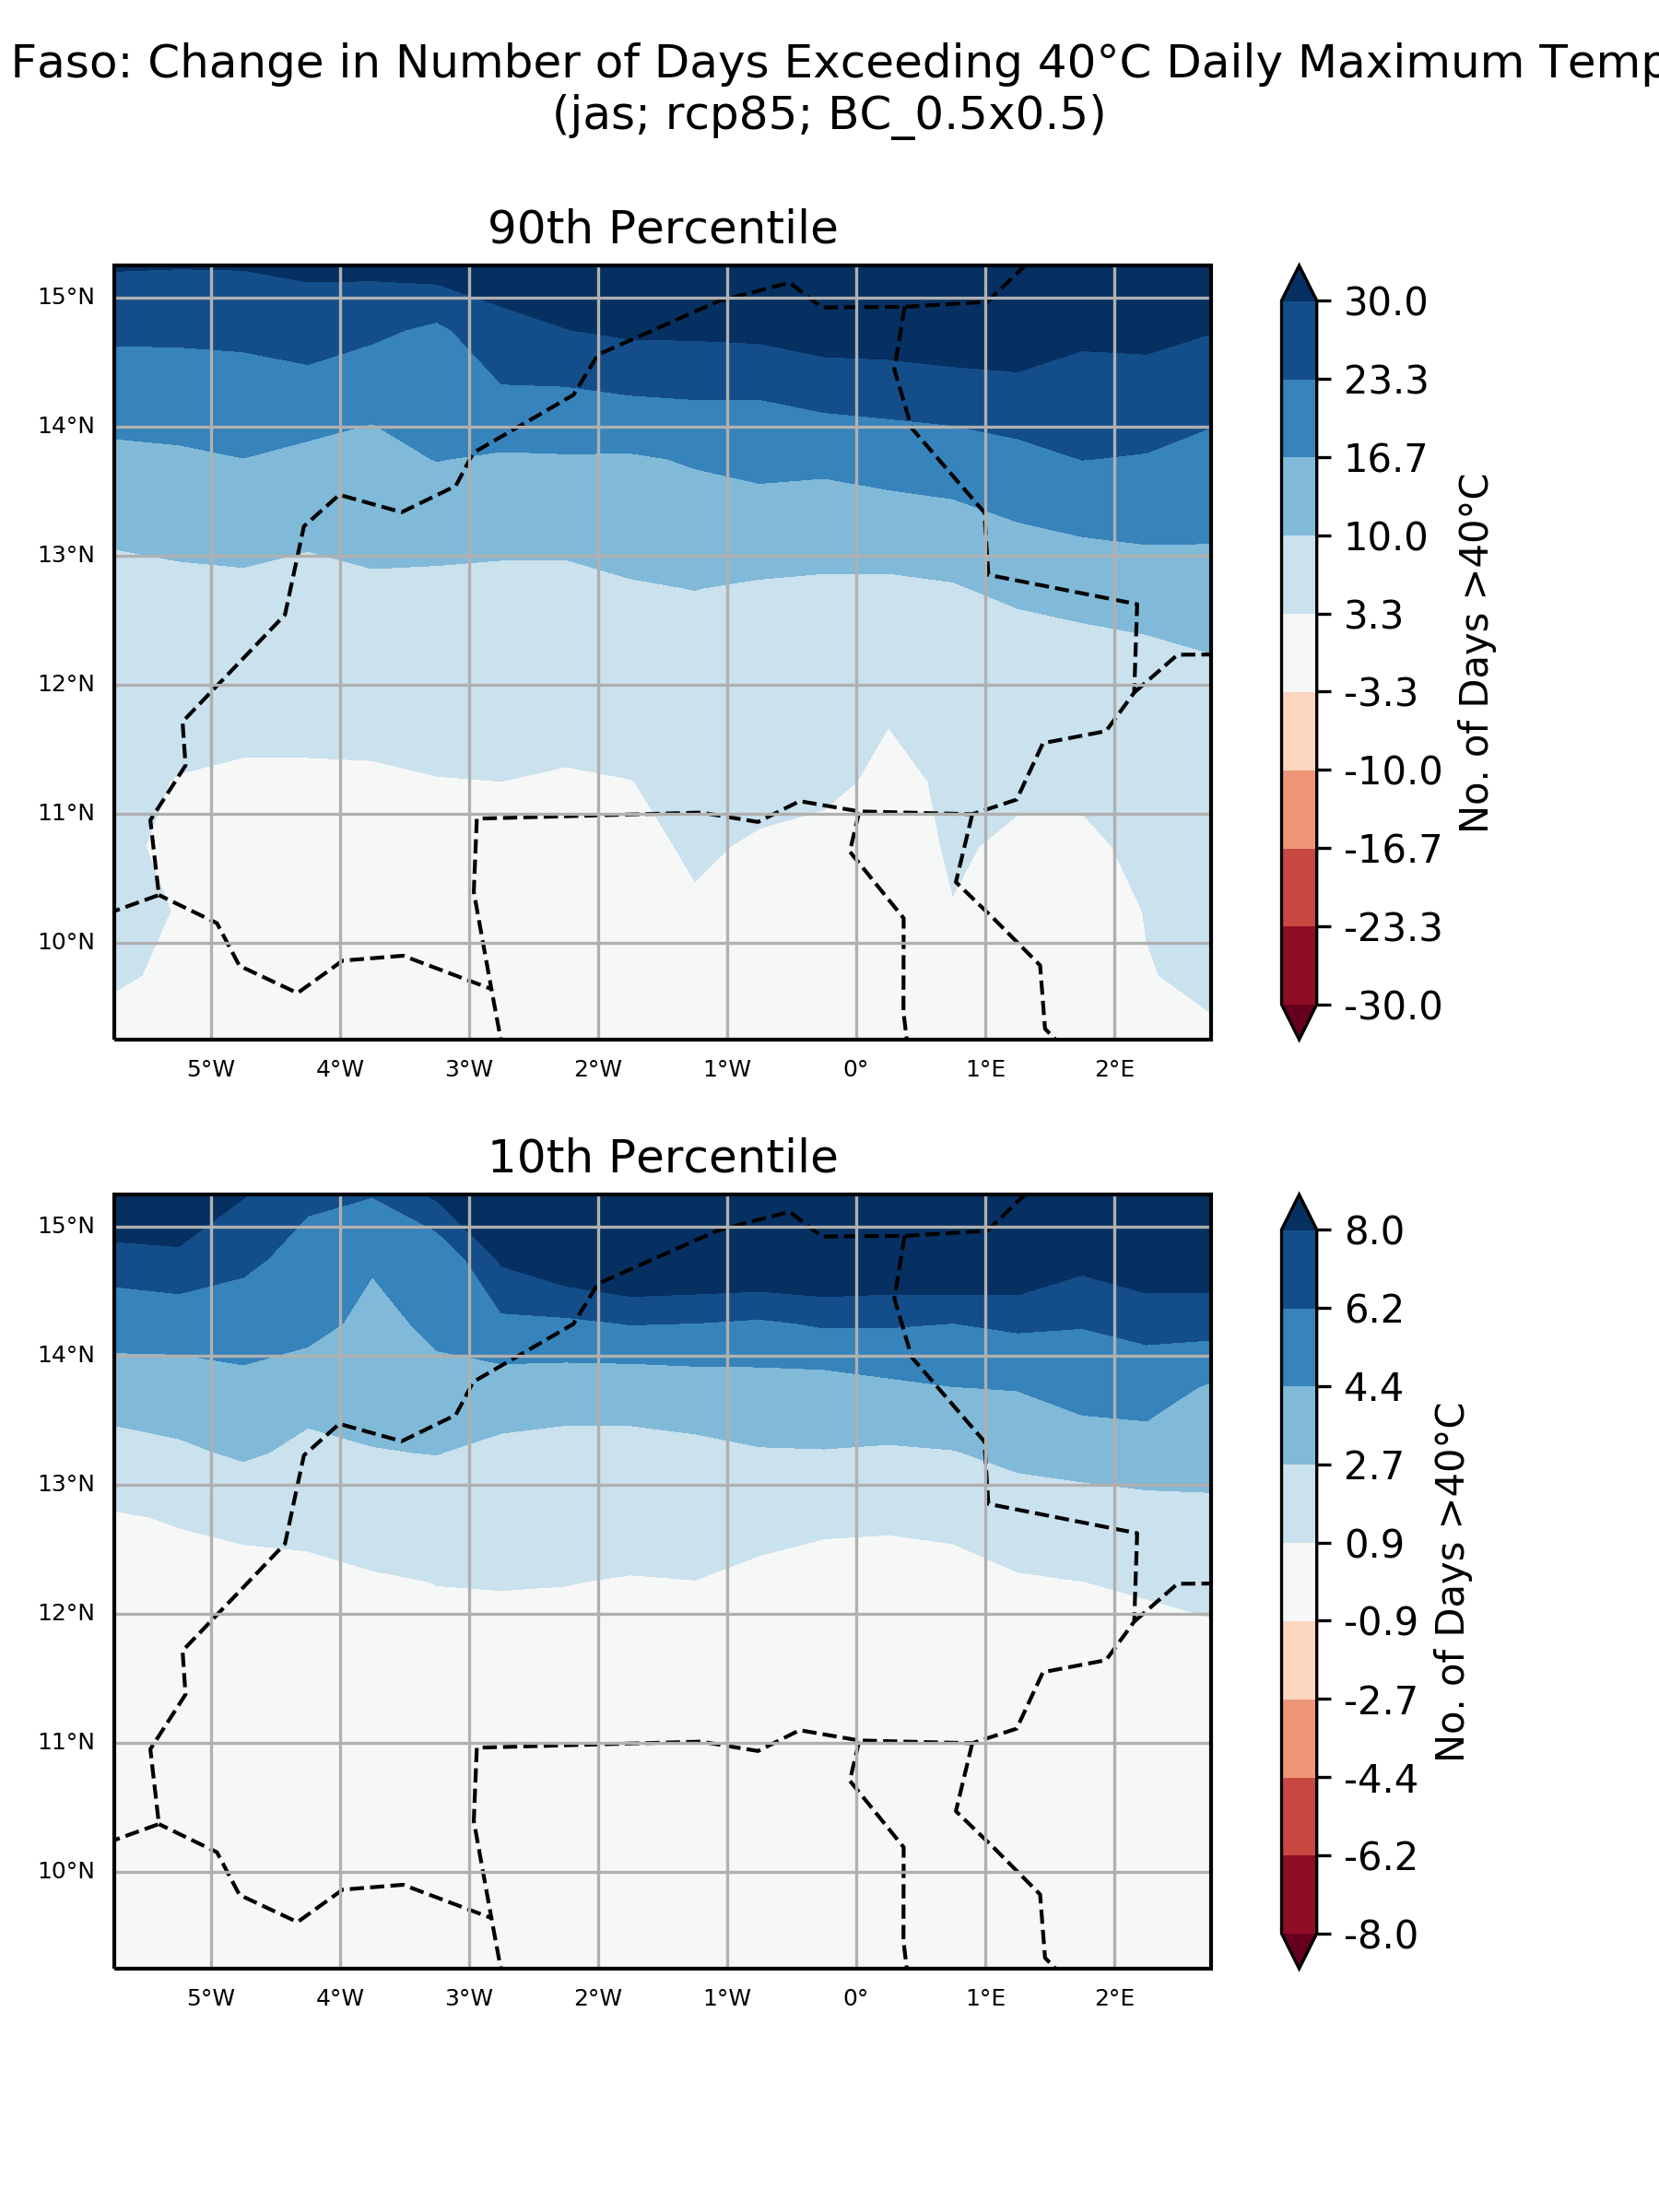 Faso: Change in Number of Days Exceeding 40°C Daily Maximum Temp
(jas; rcp85; BC_0.5x0.5)
90th Percentile
15°N
14°N
13°N
12°N
11°N
10°N
5°W 4°W 3°W 2°W 1°W 0° 1°E 2°E
30.0
23.3
16.7
10.0
3.3
-3.3
-10.0
-16.7
-23.3
-30.0
No. of Days >40°C
10th Percentile
15°N
14°N
13°N
12°N
11°N
10°N
5°W 4°W 3°W 2°W 1°W 0° 1°E 2°E
8.0
6.2
4.4
2.7
0.9
-0.9
-2.7
-4.4
-6.2
-8.0
No. of Days >40°C